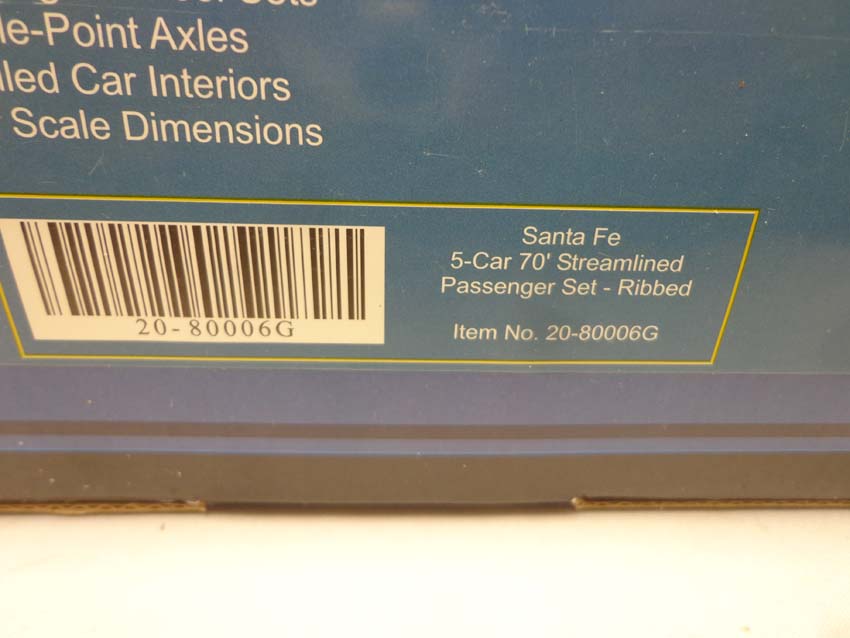 le-Point Axles
led Car Interiors
Scale Dimensions
20-80006G
Santa Fe
5-Car 70' Streamlined
Passenger Set - Ribbed
Item No. 20-80006G